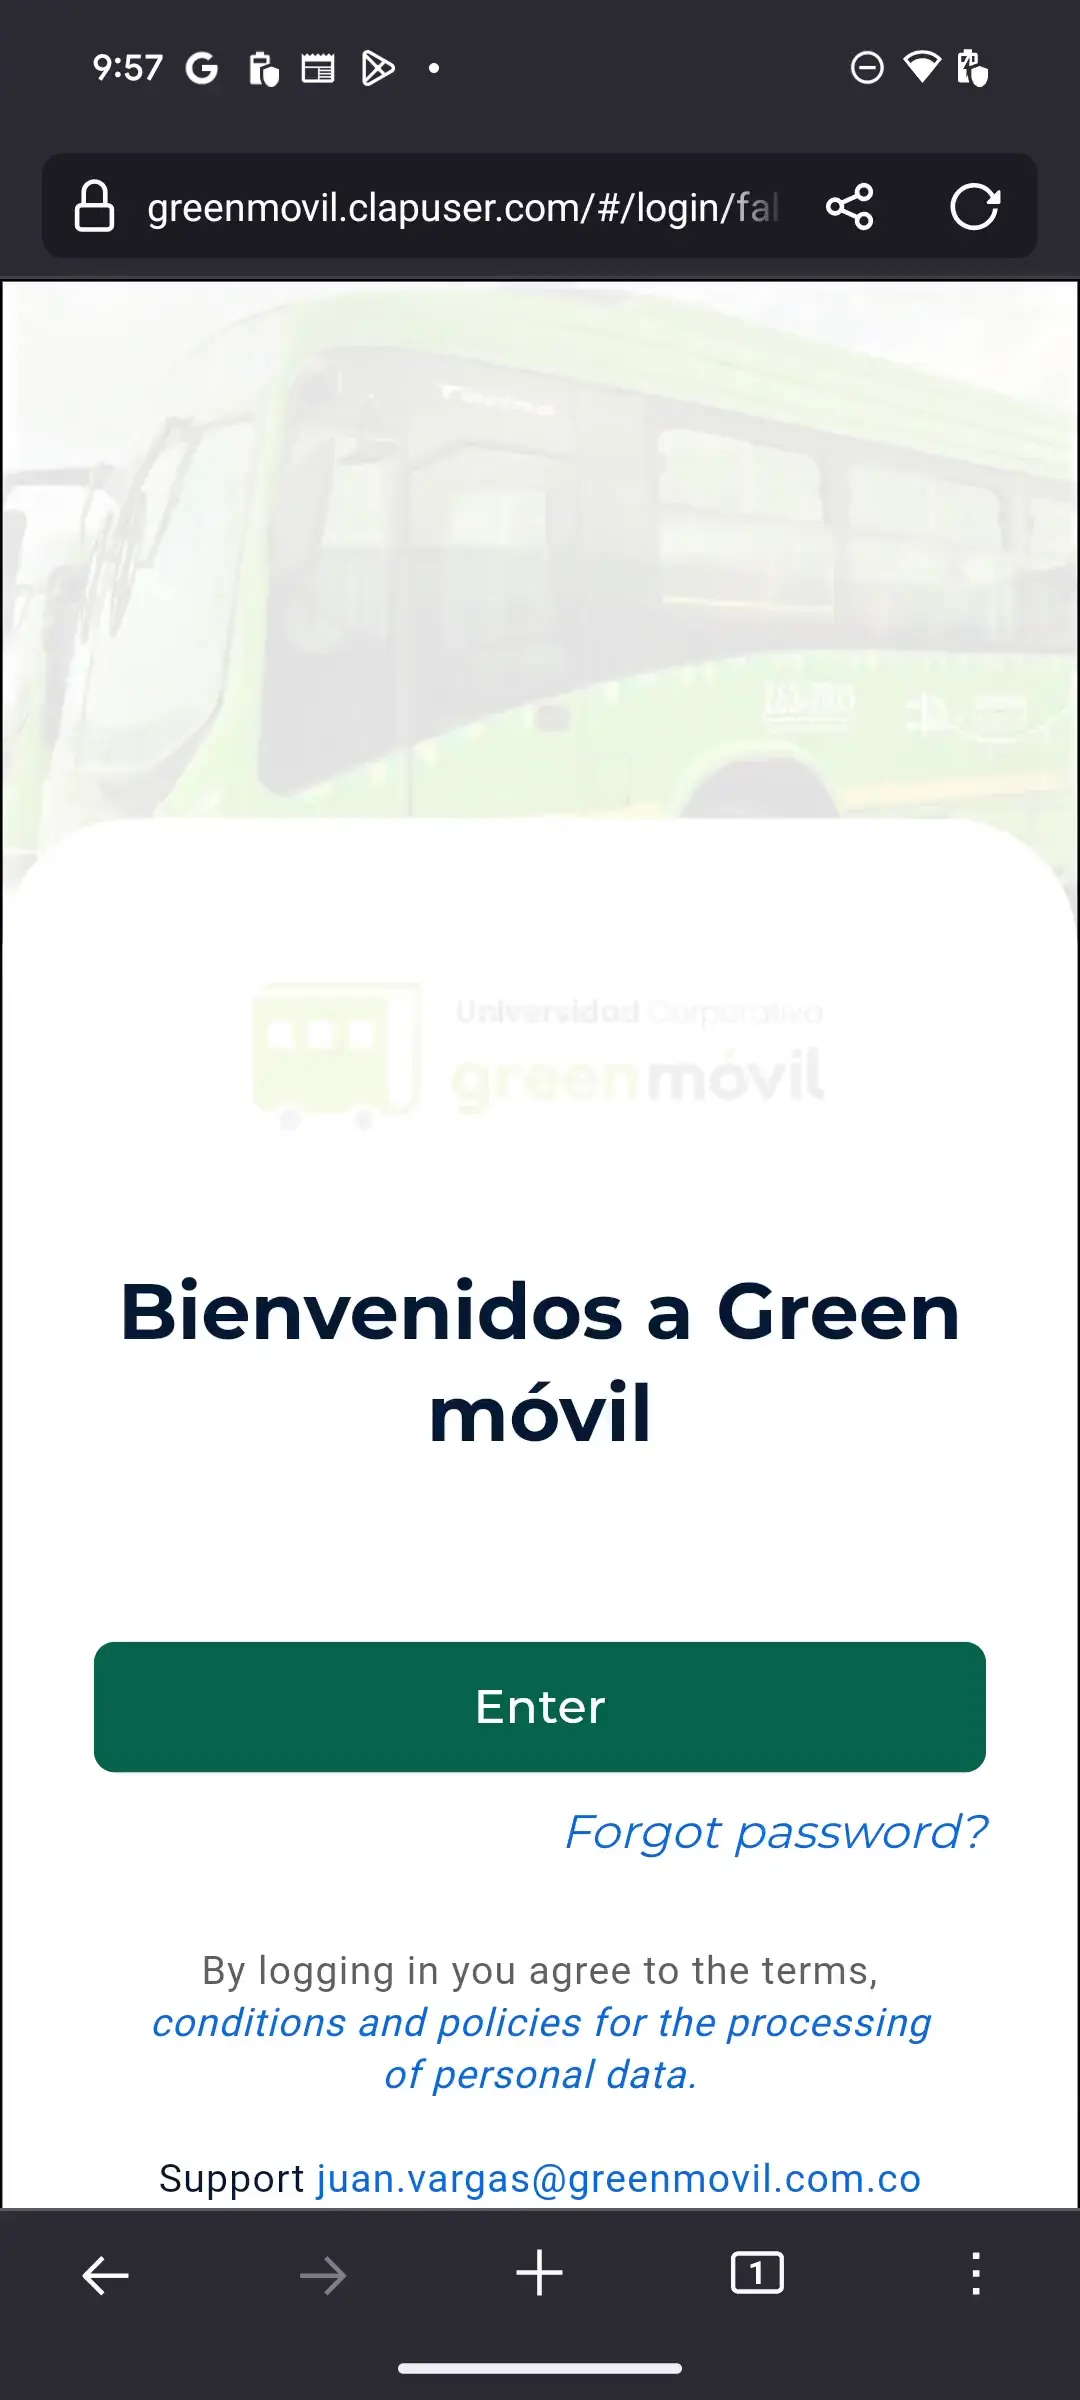 9:57
greenmovil.clapuser.com/#/login/fal
Torino
Universidad Corporativa
greenmóvil
Bienvenidos a Green
móvil
Enter
Forgot password?
By logging in you agree to the terms,
conditions and policies for the processing
of personal data.
Support juan.vargas@greenmovil.com.co
1